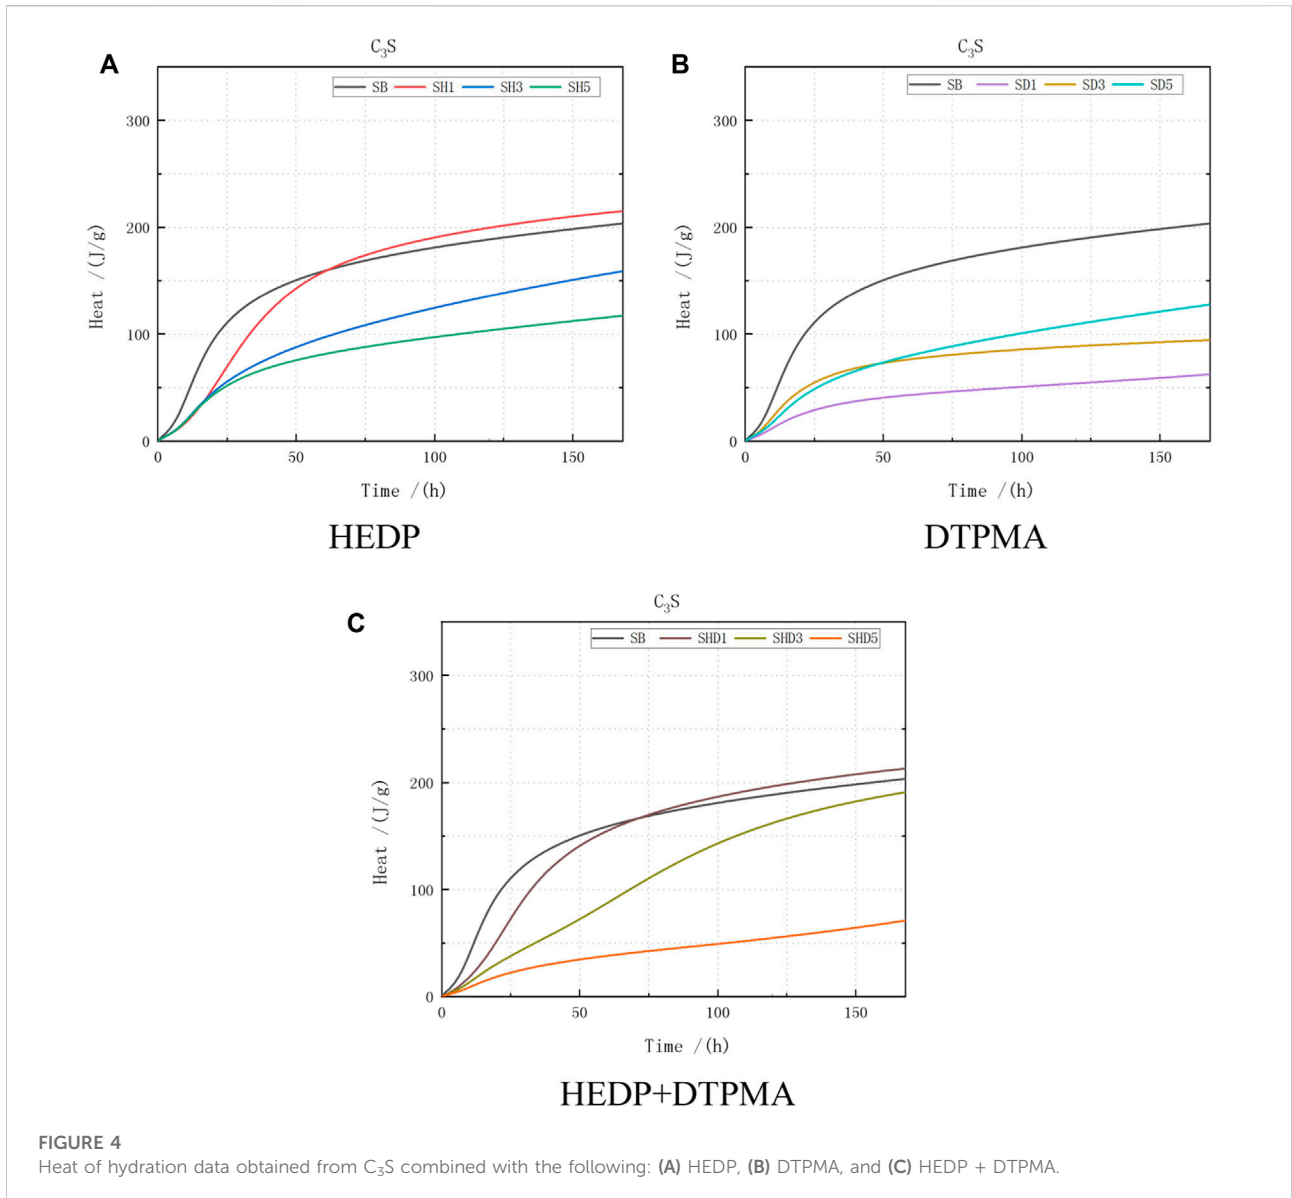 A
C₃S
SB SH1 SH3 SH5
300
200
100
0
Heat /(J/g)
0 50 100 150
Time /(h)
HEDP
B
C₃S
SB SD1 SD3 SD5
300
200
100
0
Heat /(J/g)
0 50 100 150
Time /(h)
DTPMA
C
C₃S
SB SHD1 SHD3 SHD5
300
200
100
0
Heat /(J/g)
0 50 100 150
Time /(h)
HEDP+DTPMA
FIGURE 4
Heat of hydration data obtained from C₃S combined with the following: (A) HEDP, (B) DTPMA, and (C) HEDP + DTPMA.